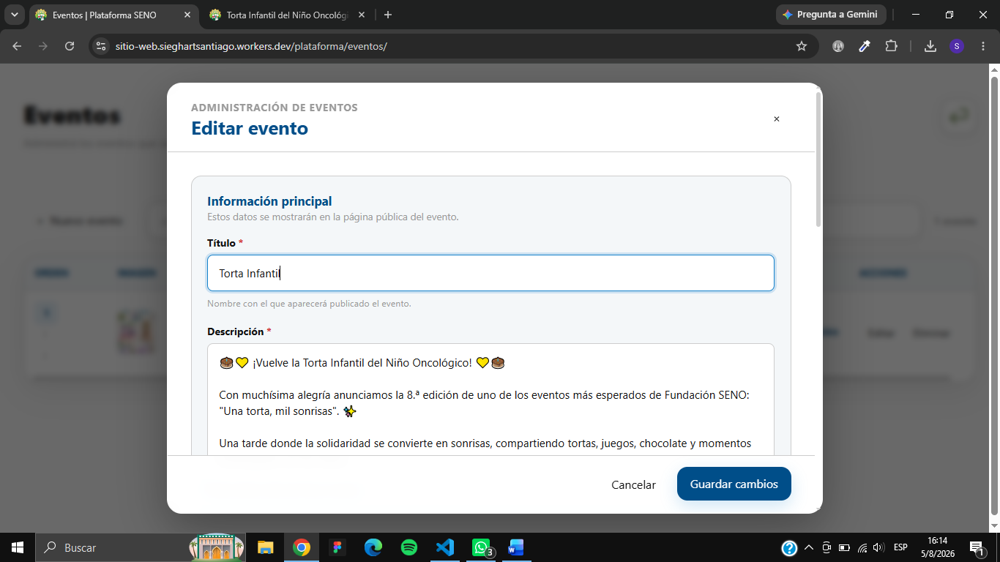 Eventos | Plataforma SENO
Torta Infantil del Niño Oncológi
Pregunta a Gemini
sitio-web.sieghartsantiago.workers.dev/plataforma/eventos/
S
Eventos
ADMINISTRACIÓN DE EVENTOS
Editar evento
×
Información principal
Estos datos se mostrarán en la página pública del evento.
Título *
Torta Infantil
Nombre con el que aparecerá publicado el evento.
Descripción *
🎂💛 ¡Vuelve la Torta Infantil del Niño Oncológico! 💛🎂
Con muchísima alegría anunciamos la 8.ª edición de uno de los eventos más esperados de Fundación SENO:
"Una torta, mil sonrisas". ✨
Una tarde donde la solidaridad se convierte en sonrisas, compartiendo tortas, juegos, chocolate y momentos
Cancelar
Guardar cambios
Buscar
3
ESP
16:14
5/8/2026
1